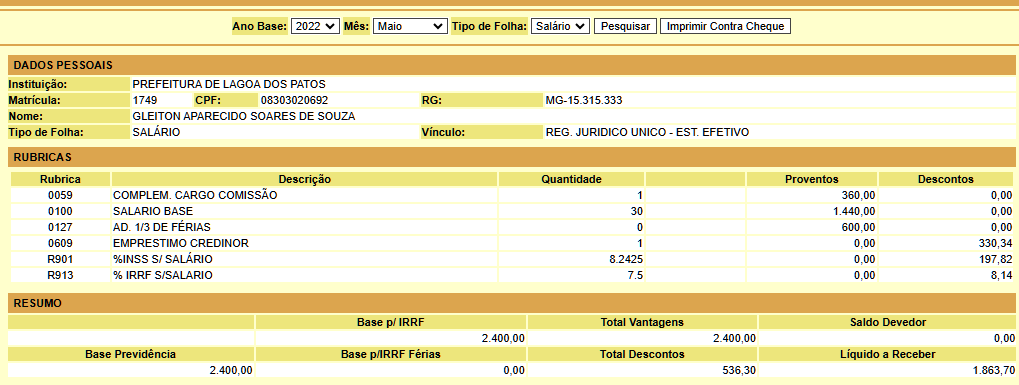 Ano Base: 2022 Mês: Maio Tipo de Folha: Salário Pesquisar Imprimir Contra Cheque
DADOS PESSOAIS
Instituição: PREFEITURA DE LAGOA DOS PATOS
Matrícula: 1749 CPF: 08303020692 RG: MG-15.315.333
Nome: GLEITON APARECIDO SOARES DE SOUZA
Tipo de Folha: SALÁRIO Vínculo: REG. JURIDICO UNICO - EST. EFETIVO
RUBRICAS
Rubrica Descrição Quantidade Proventos Descontos
0059 COMPLEM. CARGO COMISSÃO 1 360,00 0,00
0100 SALARIO BASE 30 1.440,00 0,00
0127 AD. 1/3 DE FÉRIAS 0 600,00 0,00
0609 EMPRESTIMO CREDINOR 1 0,00 330,34
R901 %INSS S/ SALÁRIO 8.2425 0,00 197,82
R913 % IRRF S/SALARIO 7.5 0,00 8,14
RESUMO
Base p/ IRRF Total Vantagens Saldo Devedor
2.400,00 2.400,00 0,00
Base Previdência Base p/IRRF Férias Total Descontos Líquido a Receber
2.400,00 0,00 536,30 1.863,70